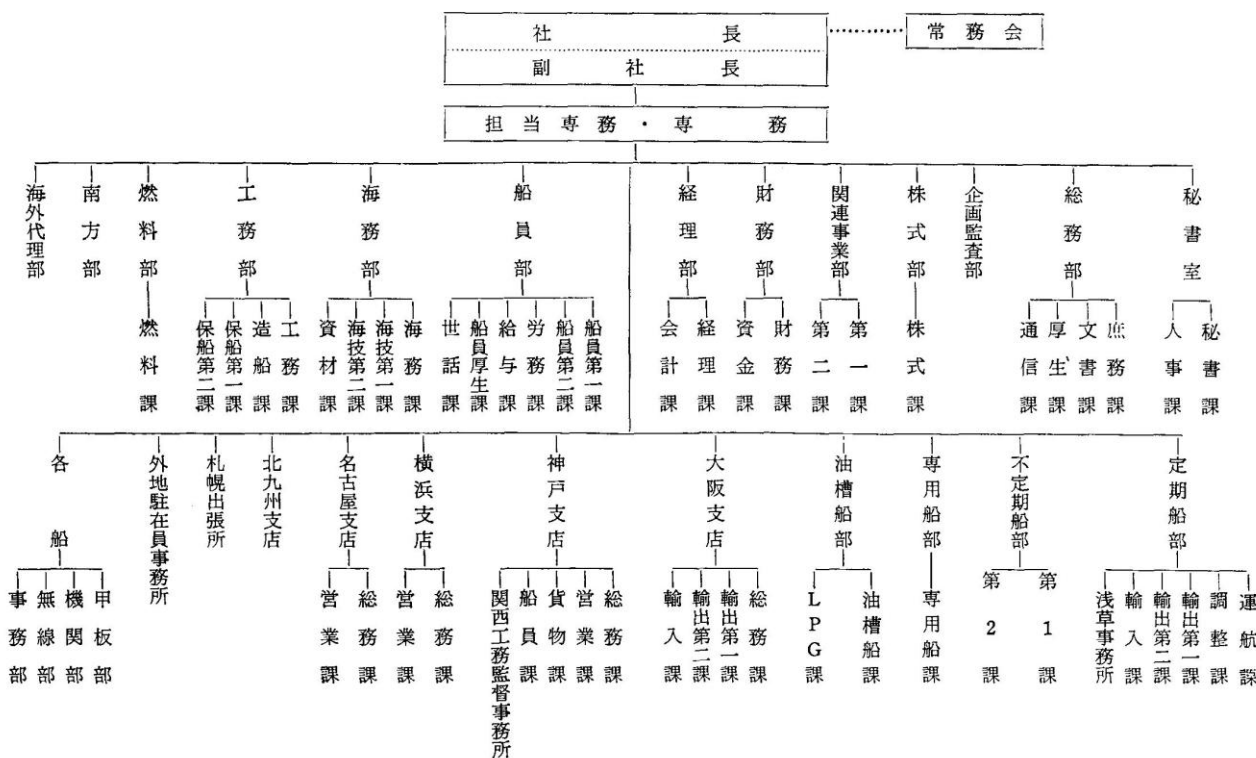 社長
常務会
副社長
担当専務・専務
秘書室
総務部
企画監査部
株式部
関連事業部
財務部
経理部
船員部
海務部
工務部
燃料部
南方部
海外代理部
秘書課
人事課
庶務課
文書課
厚生課
通信課
株式課
第一課
第二課
財務課
資金課
経理課
会計課
船員第一課
船員第二課
労務課
給与課
船員厚生課
世話課
海務課
海技第一課
海技第二課
資材課
工務課
造船課
保船第一課
保船第二課
燃料課
定期船部
不定期船部
専用船部
油槽船部
大阪支店
神戸支店
横浜支店
名古屋支店
北九州支店
札幌出張所
外地駐在員事務所
各船
運航課
調整課
輸出第一課
輸出第二課
輸入課
浅草事務所
第1課
第2課
専用船課
油槽船課
LPG課
総務課
輸出第一課
輸出第二課
輸入課
総務課
営業課
貨物課
船員課
関西工務監督事務所
総務課
営業課
総務課
営業課
甲板部
機関部
無線部
事務部